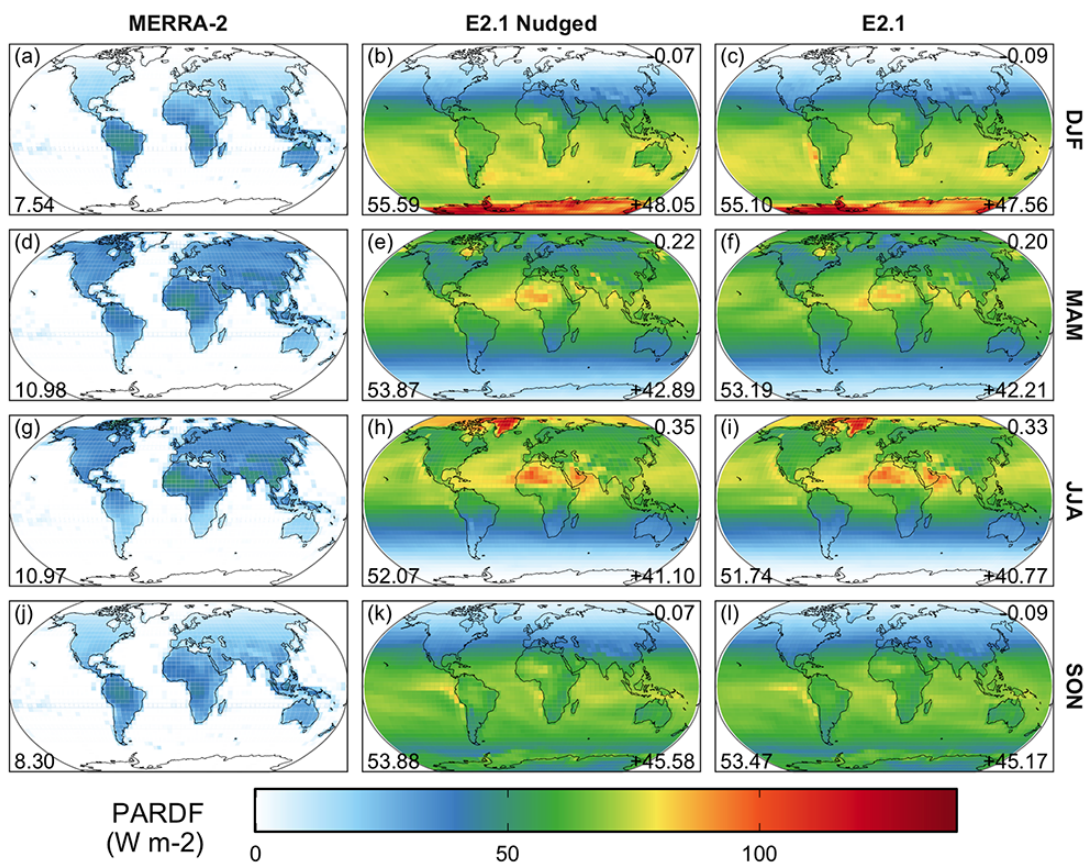 MERRA-2 E2.1 Nudged E2.1
(a) (b) -0.07 (c) -0.09
7.54 55.59 +48.05 55.10 +47.56
DJF
(d) (e) 0.22 (f) 0.20
10.98 53.87 +42.89 53.19 +42.21
MAM
(g) (h) 0.35 (i) 0.33
10.97 52.07 +41.10 51.74 +40.77
JJA
(j) (k) -0.07 (l) -0.09
8.30 53.88 +45.58 53.47 +45.17
SON
PARDF
(W m-2)
0 50 100